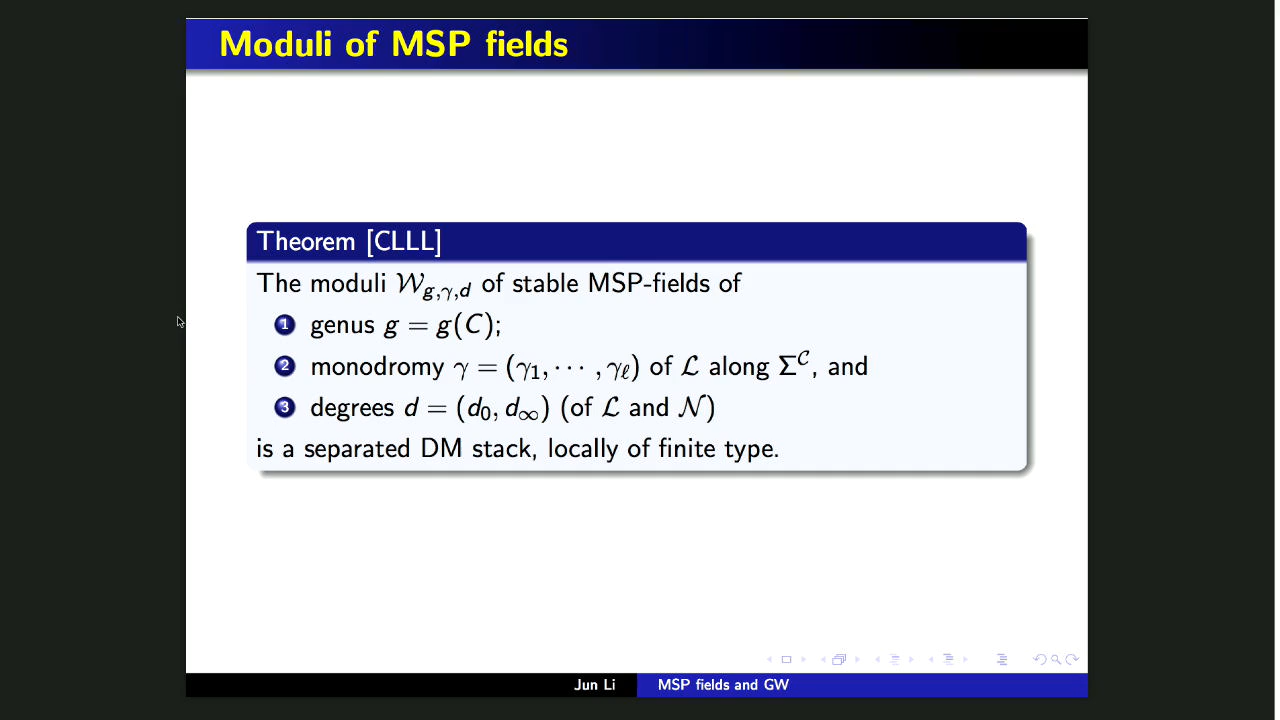 Moduli of MSP fields
Theorem [CLLL]
The moduli 𝒲_{g,γ,d} of stable MSP-fields of
1 genus g = g(C);
2 monodromy γ = (γ₁, ⋯ , γ_ℓ) of ℒ along Σ^𝒞, and
3 degrees d = (d₀, d_∞) (of ℒ and 𝒩)
is a separated DM stack, locally of finite type.
Jun Li
MSP fields and GW